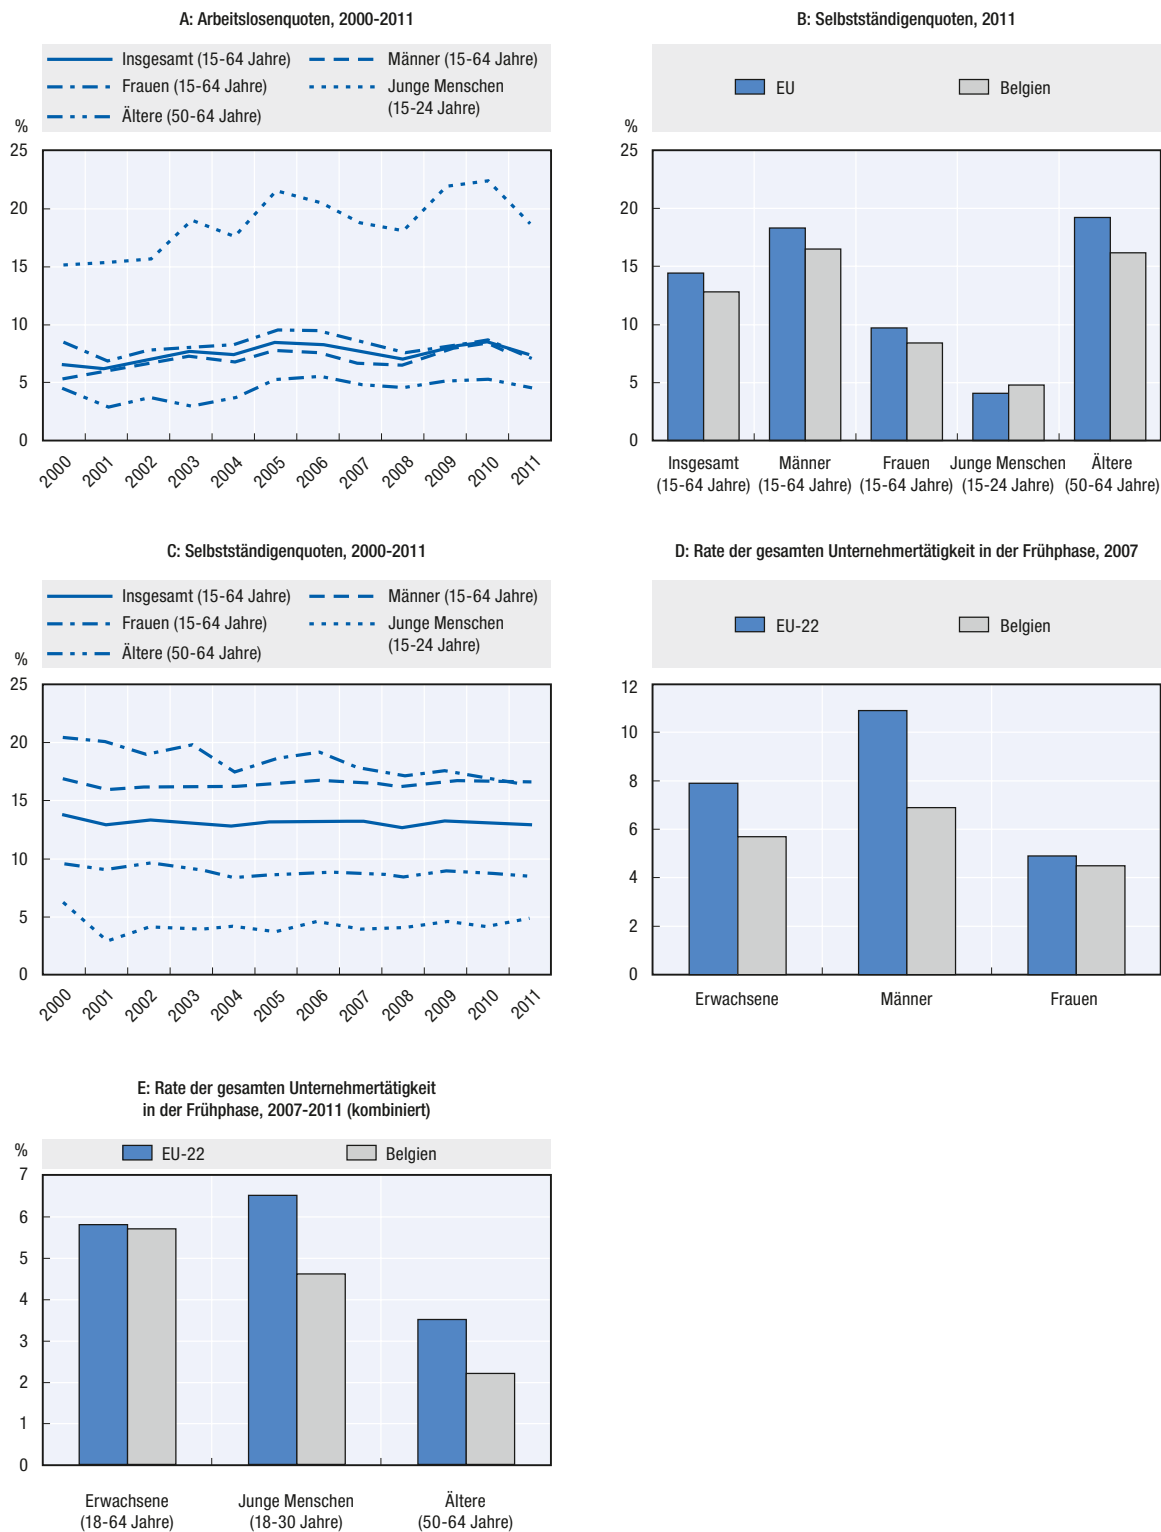 A: Arbeitslosenquoten, 2000-2011
Insgesamt (15-64 Jahre)
Männer (15-64 Jahre)
Frauen (15-64 Jahre)
Junge Menschen
(15-24 Jahre)
Ältere (50-64 Jahre)
%
25
20
15
10
5
0
2000
2001
2002
2003
2004
2005
2006
2007
2008
2009
2010
2011
B: Selbstständigenquoten, 2011
EU
Belgien
%
25
20
15
10
5
0
Insgesamt
(15-64 Jahre)
Männer
(15-64 Jahre)
Frauen
(15-64 Jahre)
Junge Menschen
(15-24 Jahre)
Ältere
(50-64 Jahre)
C: Selbstständigenquoten, 2000-2011
Insgesamt (15-64 Jahre)
Männer (15-64 Jahre)
Frauen (15-64 Jahre)
Junge Menschen
(15-24 Jahre)
Ältere (50-64 Jahre)
%
25
20
15
10
5
0
2000
2001
2002
2003
2004
2005
2006
2007
2008
2009
2010
2011
D: Rate der gesamten Unternehmertätigkeit in der Frühphase, 2007
EU-22
Belgien
12
10
8
6
4
2
0
Erwachsene
Männer
Frauen
E: Rate der gesamten Unternehmertätigkeit
in der Frühphase, 2007-2011 (kombiniert)
%
EU-22
Belgien
7
6
5
4
3
2
1
0
Erwachsene
(18-64 Jahre)
Junge Menschen
(18-30 Jahre)
Ältere
(50-64 Jahre)